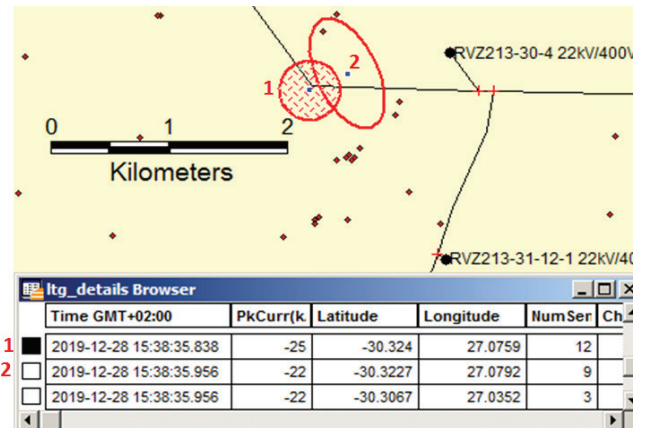 RVZ213-30-4 22kV/400V
2
1
0 1 2
Kilometers
RVZ213-31-12-1 22kV/40
ltg_details Browser
Time GMT+02:00 PkCurr(k. Latitude Longitude NumSer Ch
1 2019-12-28 15:38:35.838 -25 -30.324 27.0759 12
2 2019-12-28 15:38:35.956 -22 -30.3227 27.0792 9
2019-12-28 15:38:35.956 -22 -30.3067 27.0352 3